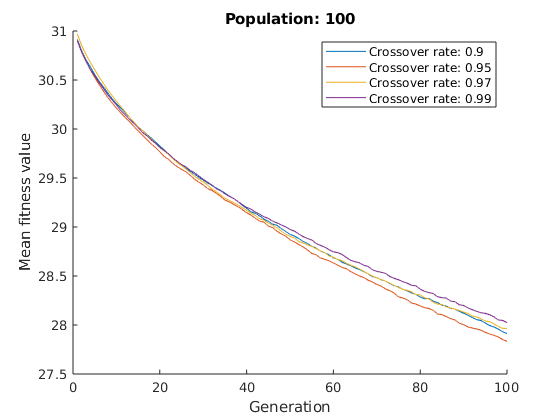 Population: 100
Crossover rate: 0.9
Crossover rate: 0.95
Crossover rate: 0.97
Crossover rate: 0.99
Mean fitness value
31
30.5
30
29.5
29
28.5
28
27.5
0 20 40 60 80 100
Generation